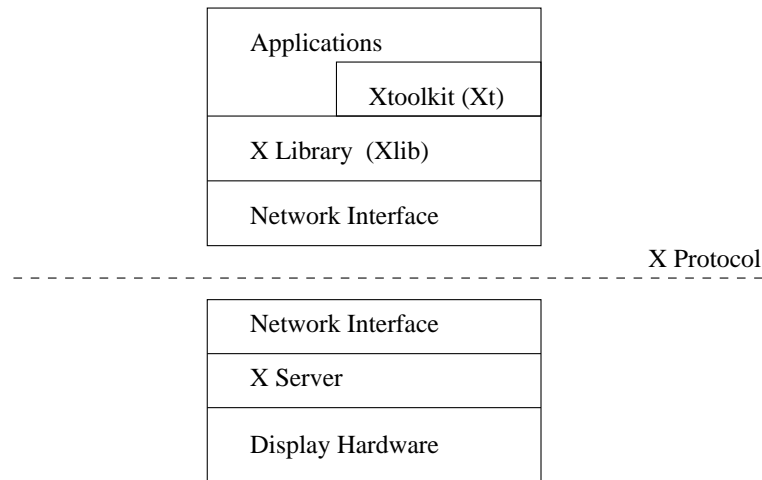 Applications
Xtoolkit (Xt)
X Library (Xlib)
Network Interface
X Protocol
Network Interface
X Server
Display Hardware